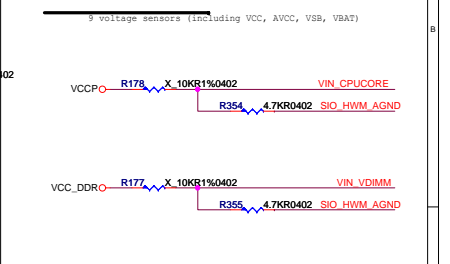 9 voltage sensors (including VCC, AVCC, VSB, VBAT)
B
402
R178 X_10KR1%0402 VIN_CPUCORE
VCCP
R354 4.7KR0402 SIO_HWM_AGND
R177 X_10KR1%0402 VIN_VDIMM
VCC_DDR
R355 4.7KR0402 SIO_HWM_AGND